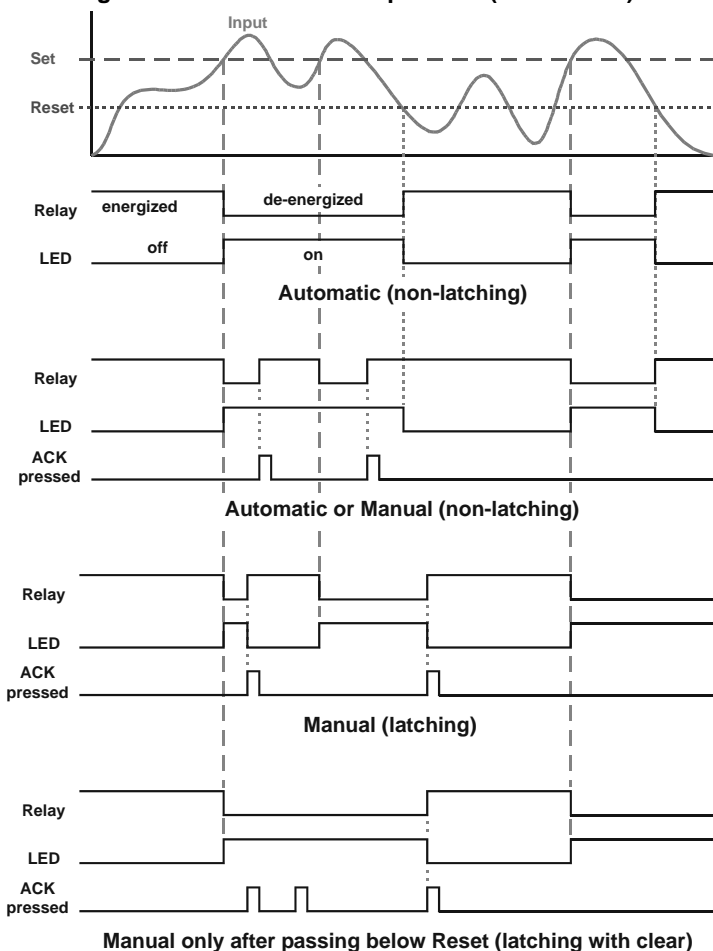 Input
Set
Reset
Relay energized de-energized
LED off on
Automatic (non-latching)
Relay
LED
ACK
pressed
Automatic or Manual (non-latching)
Relay
LED
ACK
pressed
Manual (latching)
Relay
LED
ACK
pressed
Manual only after passing below Reset (latching with clear)